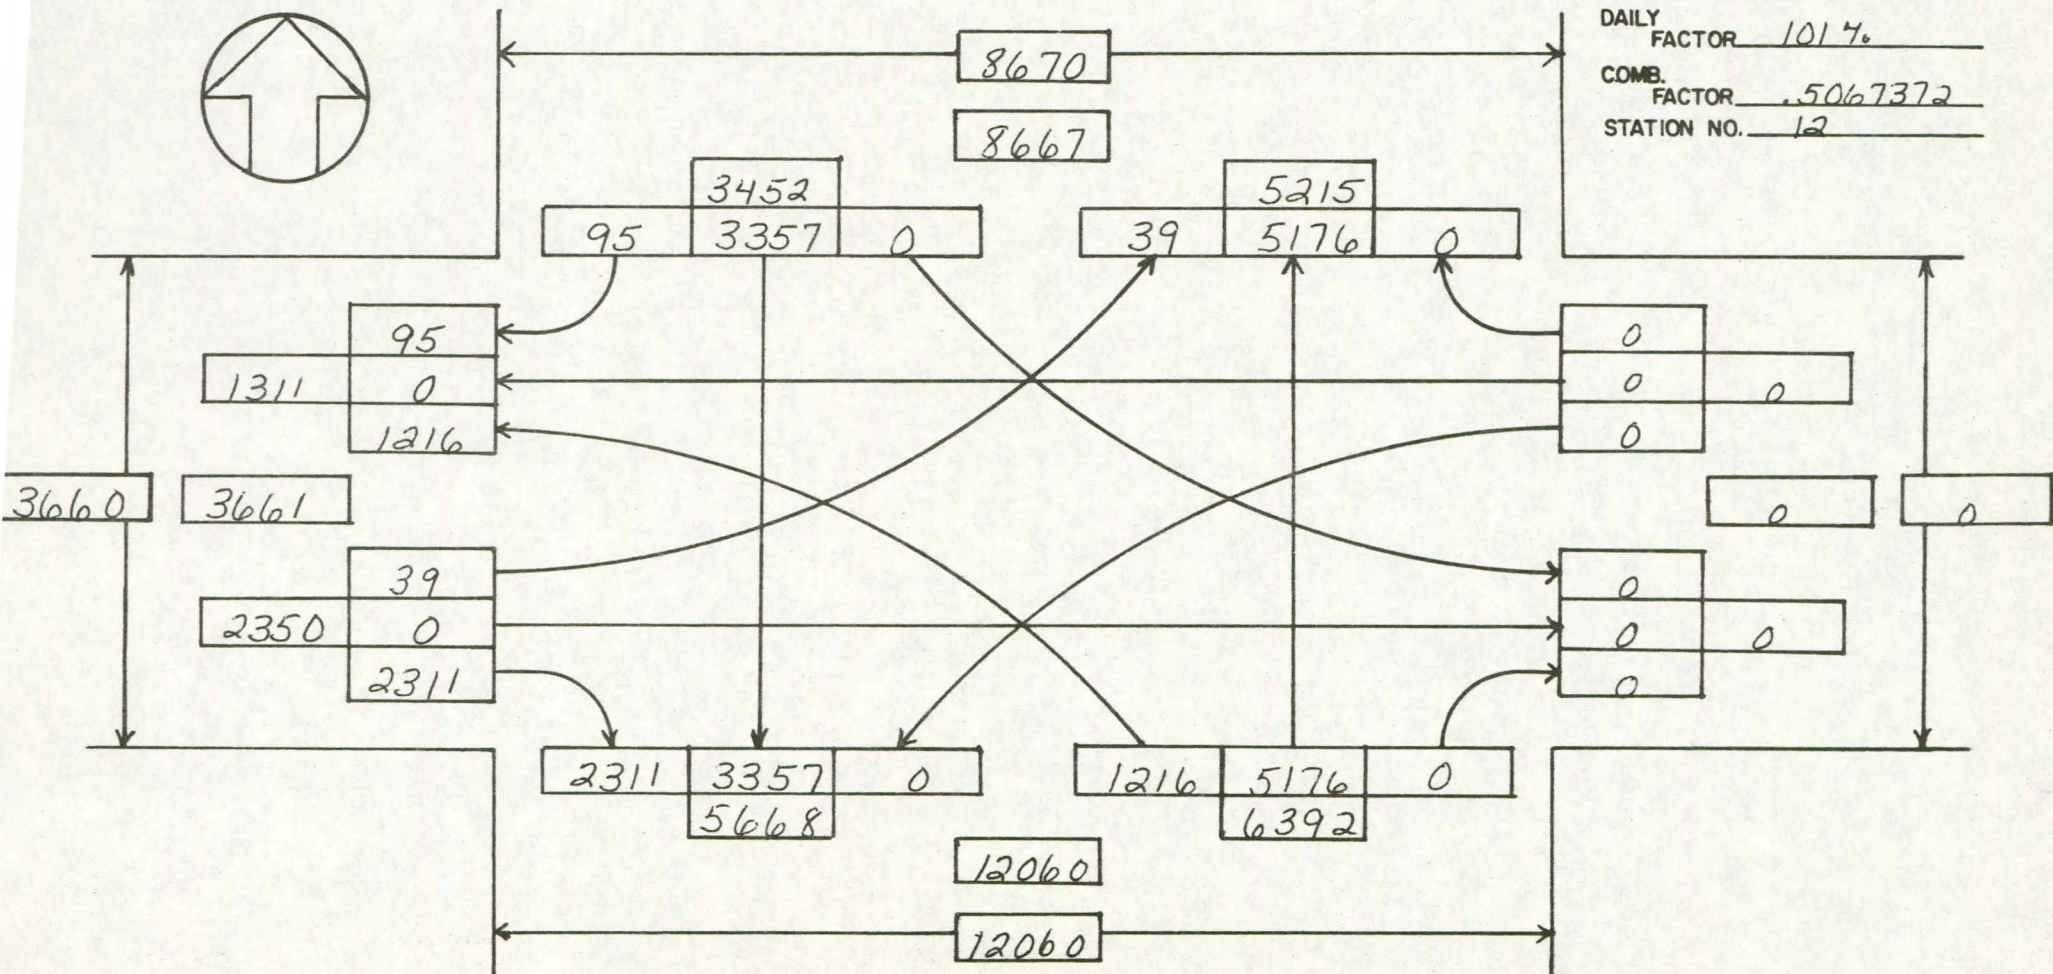 DAILY
FACTOR 101%
COMB.
FACTOR .5067372
STATION NO. 12
8670
8667
3452
95 3357 0
5215
39 5176 0
95
1311 0
1216
0
0 0
0
3660 3661
0 0
39
2350 0
2311
0
0 0
0
2311 3357 0
5668
1216 5176 0
6392
12060
12060